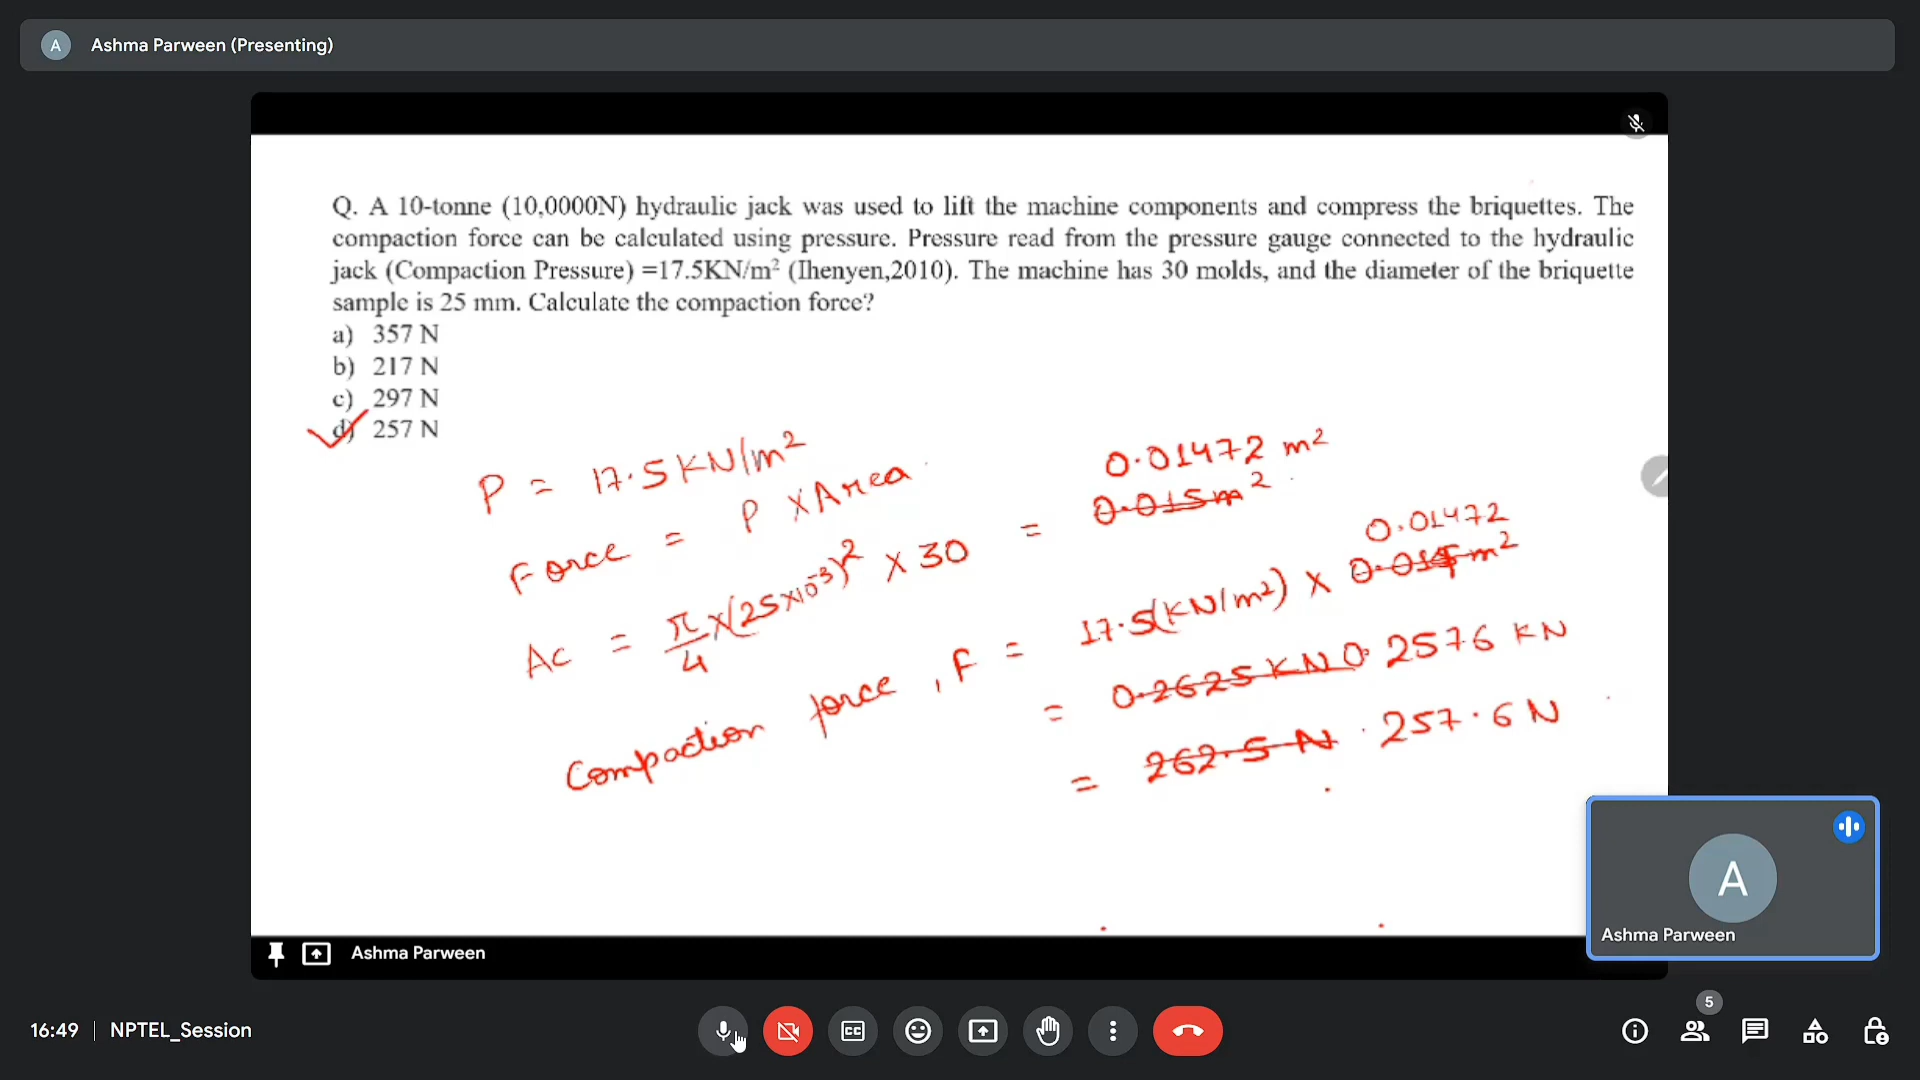 A Ashma Parween (Presenting)
Q. A 10-tonne (10,0000N) hydraulic jack was used to lift the machine components and compress the briquettes. The
compaction force can be calculated using pressure. Pressure read from the pressure gauge connected to the hydraulic
jack (Compaction Pressure) =17.5KN/m² (Ihenyen,2010). The machine has 30 molds, and the diameter of the briquette
sample is 25 mm. Calculate the compaction force?
a) 357 N
b) 217 N
c) 297 N
d) 257 N
P = 17.5 KN/m²
Force = P × Area
0.01472 m²
Ac = π/4 × (25×10⁻³)² × 30 = 0.015m²
0.01472
Compaction force, F = 17.5(KN/m²) × 0.015m²
= 0.2625 KN 0.2576 KN
= 262.5 N 257.6 N
A
Ashma Parween
Ashma Parween
5
16:49 | NPTEL_Session
CC